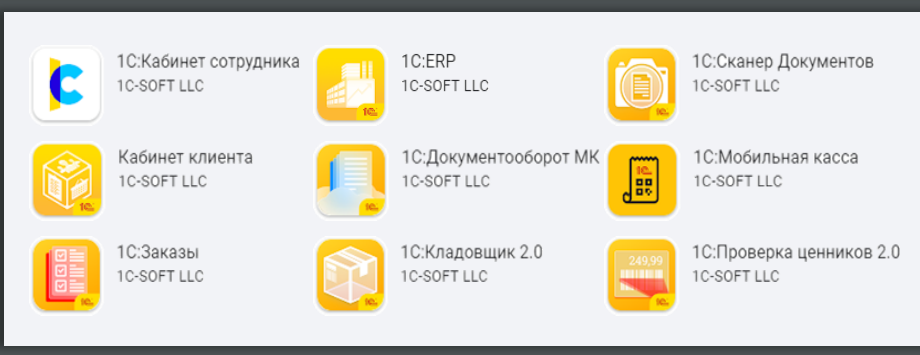 1С:Кабинет сотрудника
1C-SOFT LLC
1С:ERP
1C-SOFT LLC
1С:Сканер Документов
1C-SOFT LLC
Кабинет клиента
1C-SOFT LLC
1С:Документооборот МК
1C-SOFT LLC
1С:Мобильная касса
1C-SOFT LLC
1С:Заказы
1C-SOFT LLC
1С:Кладовщик 2.0
1C-SOFT LLC
249,99
1С:Проверка ценников 2.0
1C-SOFT LLC